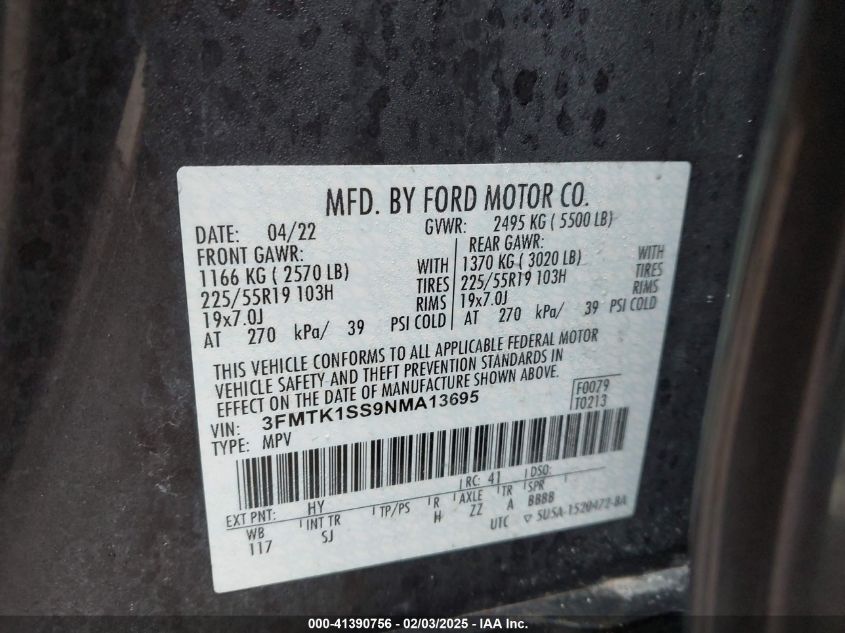 MFD. BY FORD MOTOR CO.
DATE: 04/22 GVWR: 2495 KG ( 5500 LB)
FRONT GAWR: REAR GAWR:
1166 KG ( 2570 LB) WITH 1370 KG ( 3020 LB) WITH
225/55R19 103H TIRES 225/55R19 103H TIRES
19x7.0J RIMS 19x7.0J RIMS
AT 270 kPa/ 39 PSI COLD AT 270 kPa/ 39 PSI COLD
THIS VEHICLE CONFORMS TO ALL APPLICABLE FEDERAL MOTOR
VEHICLE SAFETY AND THEFT PREVENTION STANDARDS IN
EFFECT ON THE DATE OF MANUFACTURE SHOWN ABOVE.
VIN: 3FMTK1SS9NMA13695 F0079
TYPE: MPV T0213
EXT PNT: HY RC: 41 DSO:
WB INT TR TP/PS R AXLE TR SPR
117 SJ H ZZ A BBBB
UTC ▽ 5U5A-1520472-BA
000-41390756 - 02/03/2025 - IAA Inc.